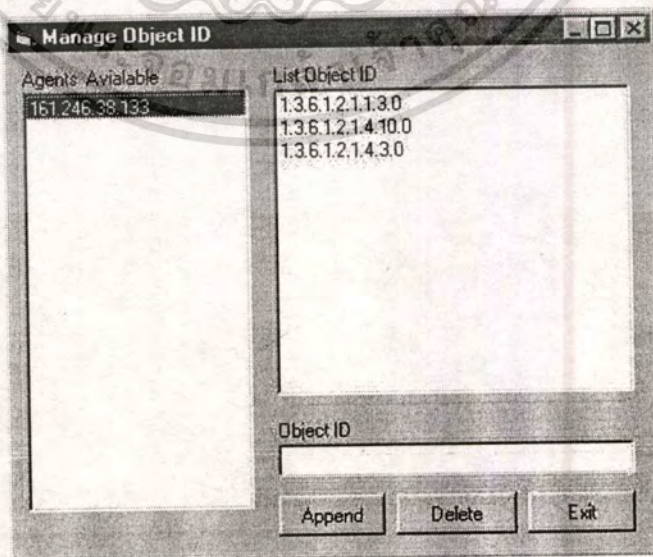 Manage Object ID
Agents Avialable
161.246.38.133
List Object ID
1.3.6.1.2.1.1.3.0
1.3.6.1.2.1.4.10.0
1.3.6.1.2.1.4.3.0
Object ID
Append
Delete
Exit